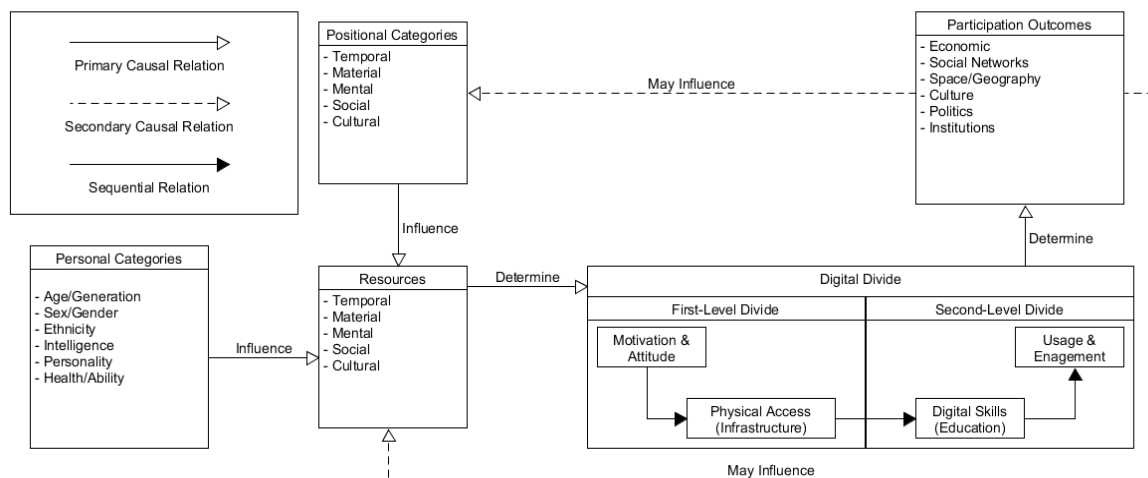 Primary Causal Relation
Secondary Causal Relation
Sequential Relation
Positional Categories
- Temporal
- Material
- Mental
- Social
- Cultural
May Influence
Participation Outcomes
- Economic
- Social Networks
- Space/Geography
- Culture
- Politics
- Institutions
Influence
Determine
Personal Categories
- Age/Generation
- Sex/Gender
- Ethnicity
- Intelligence
- Personality
- Health/Ability
Influence
Resources
- Temporal
- Material
- Mental
- Social
- Cultural
Determine
Digital Divide
First-Level Divide
Second-Level Divide
Motivation &
Attitude
Physical Access
(Infrastructure)
Digital Skills
(Education)
Usage &
Enagement
May Influence